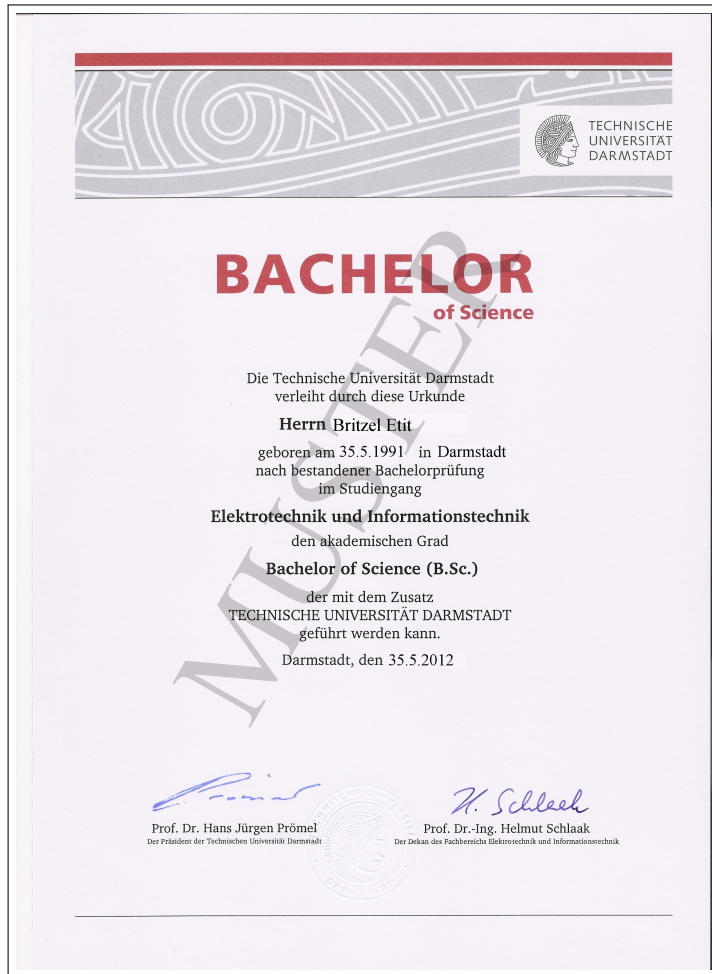 TECHNISCHE
UNIVERSITÄT
DARMSTADT
BACHELOR
of Science
Die Technische Universität Darmstadt
verleiht durch diese Urkunde
Herrn Britzel Etit
geboren am 35.5.1991 in Darmstadt
nach bestandener Bachelorprüfung
im Studiengang
Elektrotechnik und Informationstechnik
den akademischen Grad
Bachelor of Science (B.Sc.)
der mit dem Zusatz
TECHNISCHE UNIVERSITÄT DARMSTADT
geführt werden kann.
Darmstadt, den 35.5.2012
MUSTER
H. Schlaak
Prof. Dr. Hans Jürgen Prömel
Der Präsident der Technischen Universität Darmstadt
Prof. Dr.-Ing. Helmut Schlaak
Der Dekan des Fachbereichs Elektrotechnik und Informationstechnik